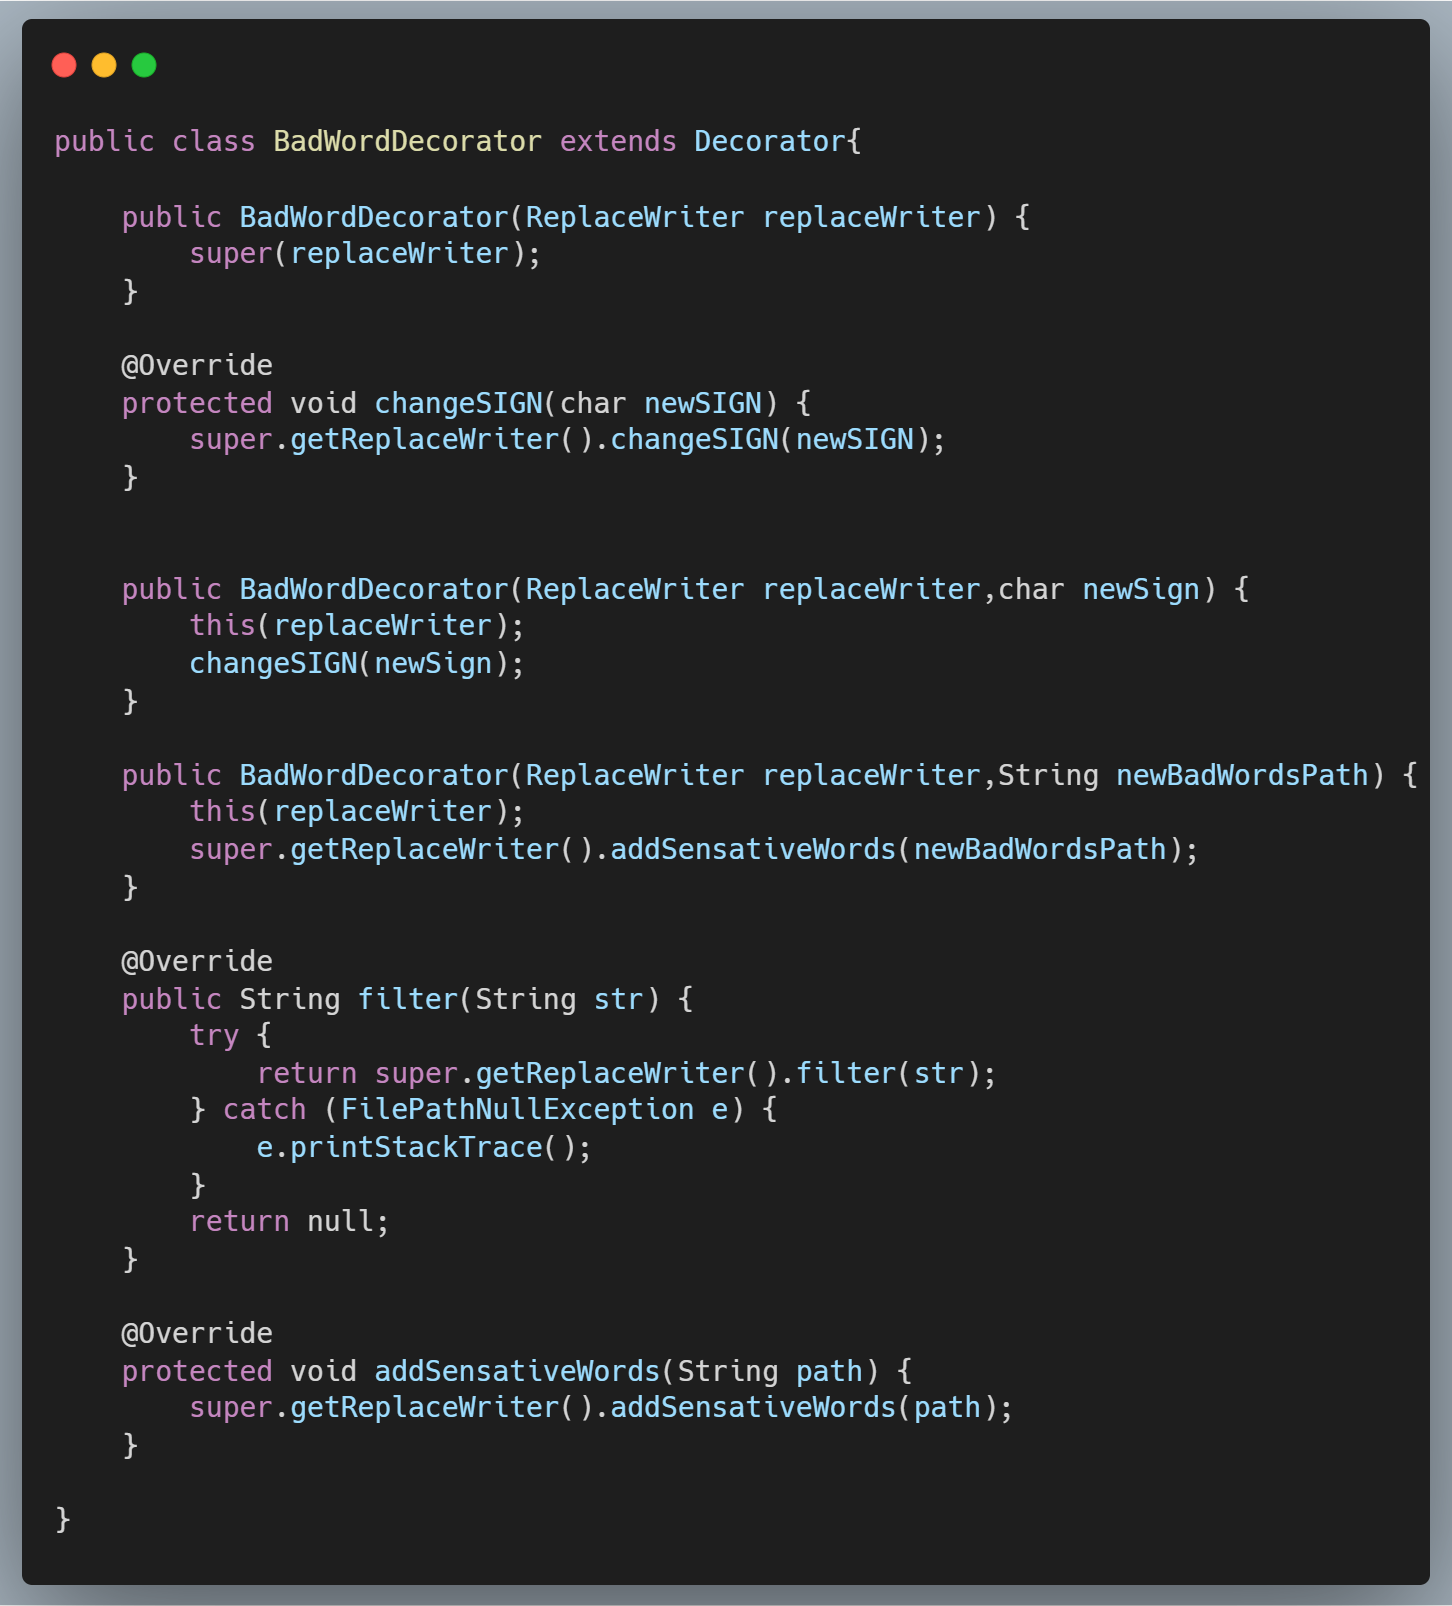 public class BadWordDecorator extends Decorator{
    public BadWordDecorator(ReplaceWriter replaceWriter) {
        super(replaceWriter);
    }
    @Override
    protected void changeSIGN(char newSIGN) {
        super.getReplaceWriter().changeSIGN(newSIGN);
    }
    public BadWordDecorator(ReplaceWriter replaceWriter,char newSign) {
        this(replaceWriter);
        changeSIGN(newSign);
    }
    public BadWordDecorator(ReplaceWriter replaceWriter,String newBadWordsPath) {
        this(replaceWriter);
        super.getReplaceWriter().addSensativeWords(newBadWordsPath);
    }
    @Override
    public String filter(String str) {
        try {
            return super.getReplaceWriter().filter(str);
        } catch (FilePathNullException e) {
            e.printStackTrace();
        }
        return null;
    }
    @Override
    protected void addSensativeWords(String path) {
        super.getReplaceWriter().addSensativeWords(path);
    }
}